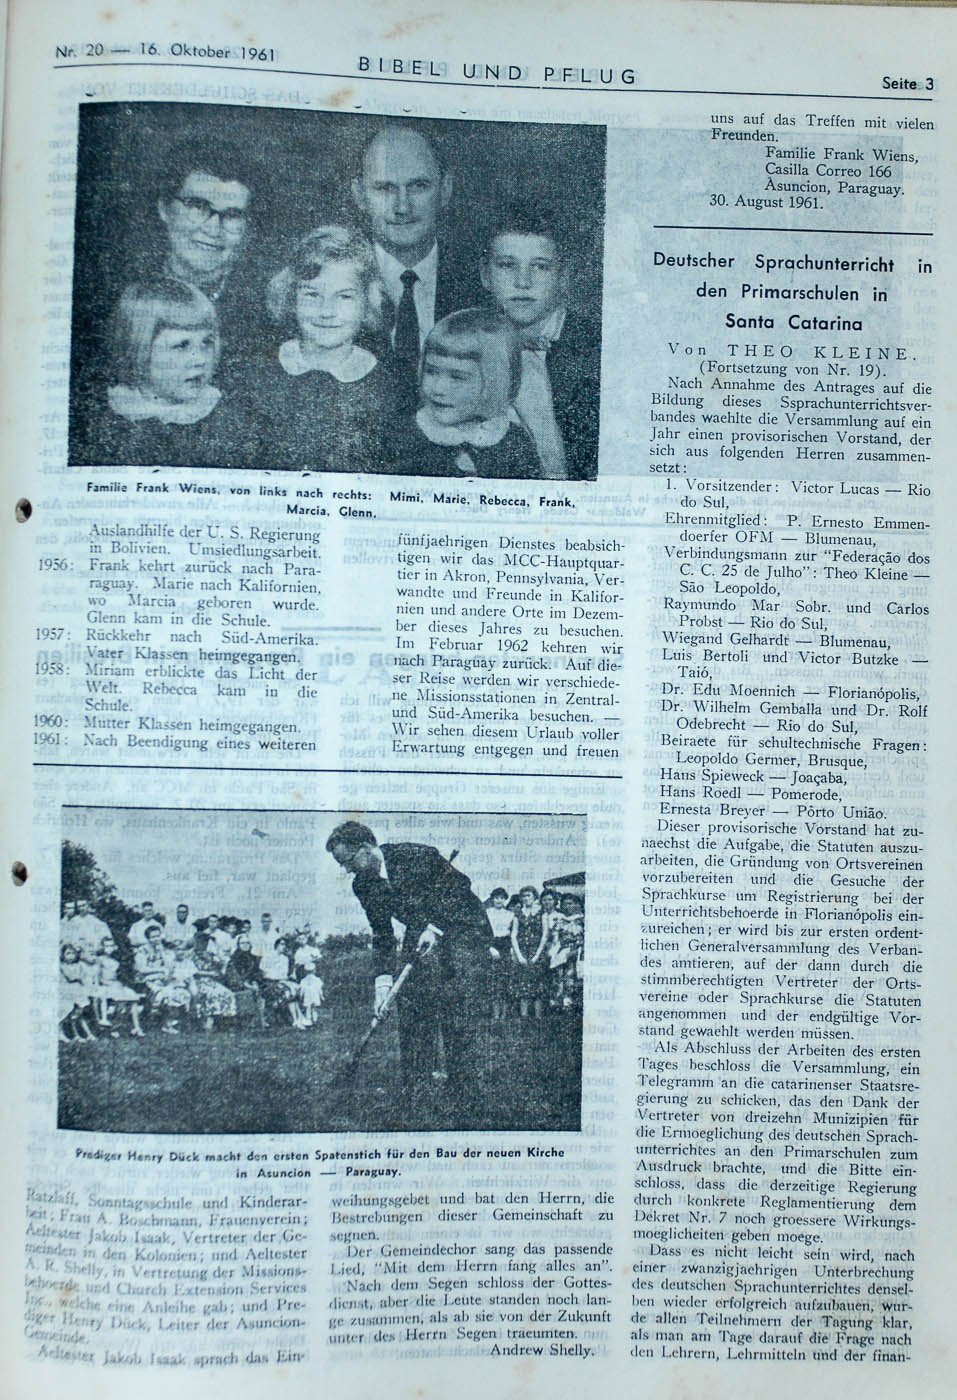 Nr. 20 — 16. Oktober 1961
BIBEL UND PFLUG
Seite 3
Familie Frank Wiens, von links nach rechts: Mimi, Marie, Rebecca, Frank,
Marcia, Glenn.
Auslandhilfe der U. S. Regierung
in Bolivien. Umsiedlungsarbeit.
1956: Frank kehrt zurück nach Para-
raguay. Marie nach Kalifornien,
wo Marcia geboren wurde.
Glenn kam in die Schule.
1957: Rückkehr nach Süd-Amerika.
Vater Klassen heimgegangen.
1958: Miriam erblickte das Licht der
Welt. Rebecca kam in die
Schule.
1960: Mutter Klassen heimgegangen.
1961: Nach Beendigung eines weiteren
fünfjaehrigen Dienstes beabsich-
tigen wir das MCC-Hauptquar-
tier in Akron, Pennsylvania, Ver-
wandte und Freunde in Kalifor-
nien und andere Orte im Dezem-
ber dieses Jahres zu besuchen.
Im Februar 1962 kehren wir
nach Paraguay zurück. Auf die-
ser Reise werden wir verschiede-
ne Missionsstationen in Zentral-
und Süd-Amerika besuchen. —
Wir sehen diesem Urlaub voller
Erwartung entgegen und freuen
uns auf das Treffen mit vielen
Freunden.
Familie Frank Wiens,
Casilla Correo 166
Asuncion, Paraguay.
30. August 1961.
Prediger Henry Dück macht den ersten Spatenstich für den Bau der neuen Kirche
in Asuncion — Paraguay.
Ratzlaff, Sonntagsschule und Kinderar-
beit; Frau A. Boschmann, Frauenverein;
Aeltester Jakob Isaak, Vertreter der Ge-
meinden in den Kolonien; und Aeltester
A. R. Shelly, in Vertretung der Missions-
behoerde und Church Extension Services
Inc., welche eine Anleihe gab; und Pre-
diger Henry Dück, Leiter der Asuncion-
Gemeinde.
Aeltester Jakob Isaak sprach das Ein-
weihungsgebet und bat den Herrn, die
Bestrebungen dieser Gemeinschaft zu
segnen.
Der Gemeindechor sang das passende
Lied, "Mit dem Herrn fang alles an".
Nach dem Segen schloss der Gottes-
dienst, aber die Leute standen noch lan-
ge zusammen, als ab sie von der Zukunft
unter des Herrn Segen traeumten.
Andrew Shelly.
Deutscher Sprachunterricht in
den Primarschulen in
Santa Catarina
Von THEO KLEINE.
(Fortsetzung von Nr. 19).
Nach Annahme des Antrages auf die
Bildung dieses Ssprachunterrichtsver-
bandes waehlte die Versammlung auf ein
Jahr einen provisorischen Vorstand, der
sich aus folgenden Herren zusammen-
setzt:
1. Vorsitzender: Victor Lucas — Rio
do Sul,
Ehrenmitglied: P. Ernesto Emmen-
doerfer OFM — Blumenau,
Verbindungsmann zur "Federação dos
C. C. 25 de Julho": Theo Kleine —
São Leopoldo,
Raymundo Mar Sobr. und Carlos
Probst — Rio do Sul,
Wiegand Gelhardt — Blumenau,
Luis Bertoli und Victor Butzke —
Taió,
Dr. Edu Moennich — Florianópolis,
Dr. Wilhelm Gemballa und Dr. Rolf
Odebrecht — Rio do Sul,
Beiraete für schultechnische Fragen:
Leopoldo Germer, Brusque,
Hans Spieweck — Joaçaba,
Hans Roedl — Pomerode,
Ernesta Breyer — Pôrto União.
Dieser provisorische Vorstand hat zu-
naechst die Aufgabe, die Statuten auszu-
arbeiten, die Gründung von Ortsvereinen
vorzubereiten und die Gesuche der
Sprachkurse um Registrierung bei der
Unterrichtsbehoerde in Florianópolis ein-
zureichen; er wird bis zur ersten ordent-
lichen Generalversammlung des Verban-
des amtieren, auf der dann durch die
stimmberechtigten Vertreter der Orts-
vereine oder Sprachkurse die Statuten
angenommen und der endgültige Vor-
stand gewaehlt werden müssen.
Als Abschluss der Arbeiten des ersten
Tages beschloss die Versammlung, ein
Telegramm an die catarinenser Staatsre-
gierung zu schicken, das den Dank der
Vertreter von dreizehn Munizipien für
die Ermoeglichung des deutschen Sprach-
unterrichtes an den Primarschulen zum
Ausdruck brachte, und die Bitte ein-
schloss, dass die derzeitige Regierung
durch konkrete Reglamentierung dem
Dekret Nr. 7 noch groessere Wirkungs-
moeglicheiten geben moege.
Dass es nicht leicht sein wird, nach
einer zwanzigjaehrigen Unterbrechung
des deutschen Sprachunterrichtes densel-
ben wieder erfolgreich aufzubauen, wur-
de allen Teilnehmern der Tagung klar,
als man am Tage darauf die Frage nach
den Lehrern, Lehrmitteln und der finan-